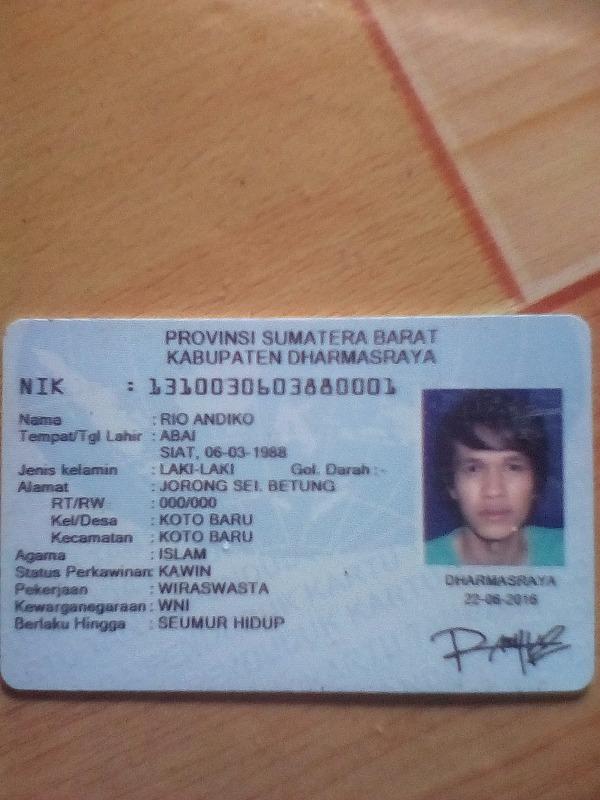 PROVINSI SUMATERA BARAT
KABUPATEN DHARMASRAYA
NIK : 1310030603880001
Nama : RIO ANDIKO
Tempat/Tgl Lahir : ABAI
SIAT, 06-03-1988
Jenis kelamin : LAKI-LAKI Gol. Darah :-
Alamat : JORONG SEI. BETUNG
RT/RW : 000/000
Kel/Desa : KOTO BARU
Kecamatan : KOTO BARU
Agama : ISLAM
Status Perkawinan: KAWIN
Pekerjaan : WIRASWASTA
Kewarganegaraan: WNI
Berlaku Hingga : SEUMUR HIDUP
DHARMASRAYA
22-06-2016